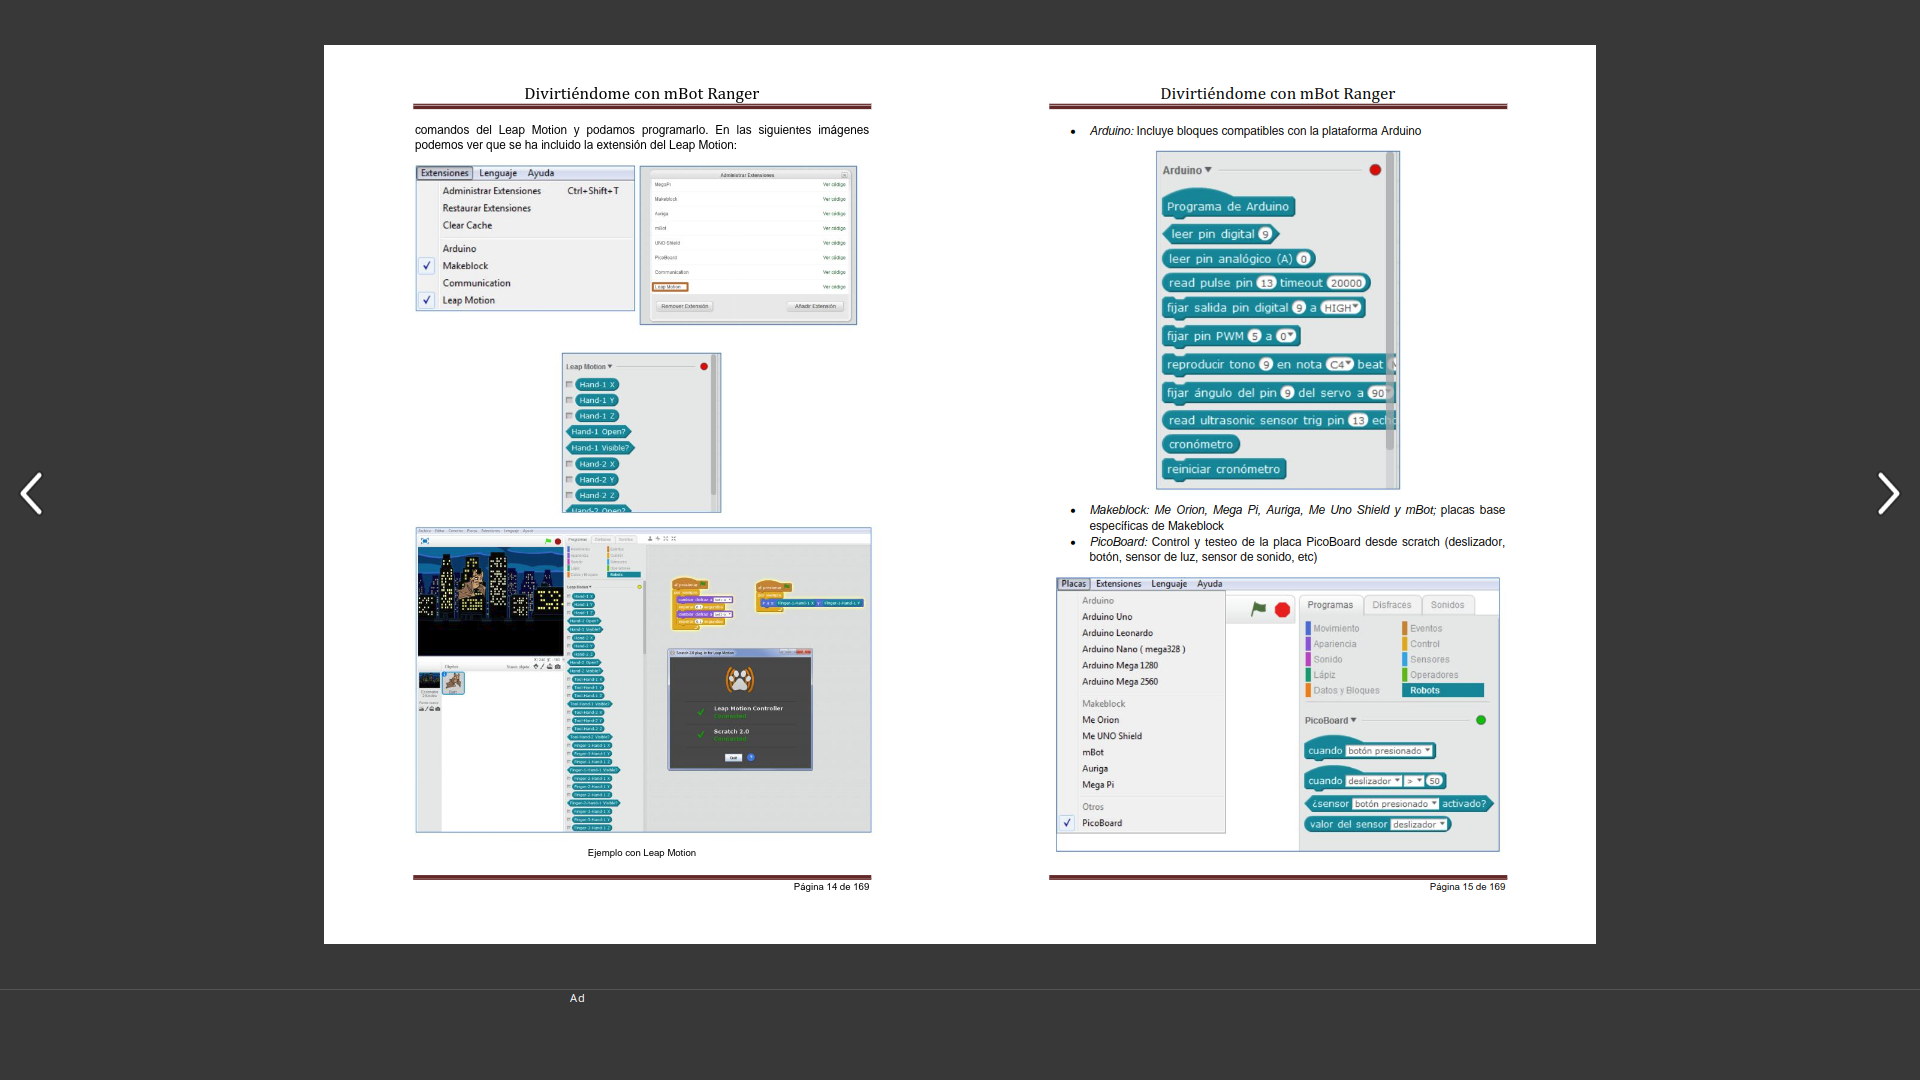 Divirtiéndome con mBot Ranger
comandos del Leap Motion y podamos programarlo. En las siguientes imágenes
podemos ver que se ha incluido la extensión del Leap Motion:
Extensiones Lenguaje Ayuda
Administrar Extensiones Ctrl+Shift+T
Restaurar Extensiones
Clear Cache
Arduino
Makeblock
Communication
Leap Motion
Administrar Extensiones
MegaPi Ver código
Makeblock Ver código
Auriga Ver código
mBot Ver código
UNO Shield Ver código
PicoBoard Ver código
Communication Ver código
Leap Motion Ver código
Remover Extensión Añadir Extensión
Leap Motion
Hand-1 X
Hand-1 Y
Hand-1 Z
Hand-1 Open?
Hand-1 Visible?
Hand-2 X
Hand-2 Y
Hand-2 Z
Hand-2 Open?
Leap Motion Controller
Connected
Scratch 2.0
Connected
Quit
Ejemplo con Leap Motion
Página 14 de 169
Divirtiéndome con mBot Ranger
• Arduino: Incluye bloques compatibles con la plataforma Arduino
Arduino
Programa de Arduino
leer pin digital 9
leer pin analógico (A) 0
read pulse pin 13 timeout 20000
fijar salida pin digital 9 a HIGH
fijar pin PWM 5 a 0
reproducir tono 9 en nota C4 beat
fijar ángulo del pin 9 del servo a 90
read ultrasonic sensor trig pin 13 ech
cronómetro
reiniciar cronómetro
• Makeblock: Me Orion, Mega Pi, Auriga, Me Uno Shield y mBot; placas base
específicas de Makeblock
• PicoBoard: Control y testeo de la placa PicoBoard desde scratch (deslizador,
botón, sensor de luz, sensor de sonido, etc)
Placas Extensiones Lenguaje Ayuda
Arduino
Arduino Uno
Arduino Leonardo
Arduino Nano ( mega328 )
Arduino Mega 1280
Arduino Mega 2560
Makeblock
Me Orion
Me UNO Shield
mBot
Auriga
Mega Pi
Otros
PicoBoard
Programas Disfraces Sonidos
Movimiento Eventos
Apariencia Control
Sonido Sensores
Lápiz Operadores
Datos y Bloques Robots
PicoBoard
cuando botón presionado
cuando deslizador > 50
¿sensor botón presionado activado?
valor del sensor deslizador
Página 15 de 169
Ad